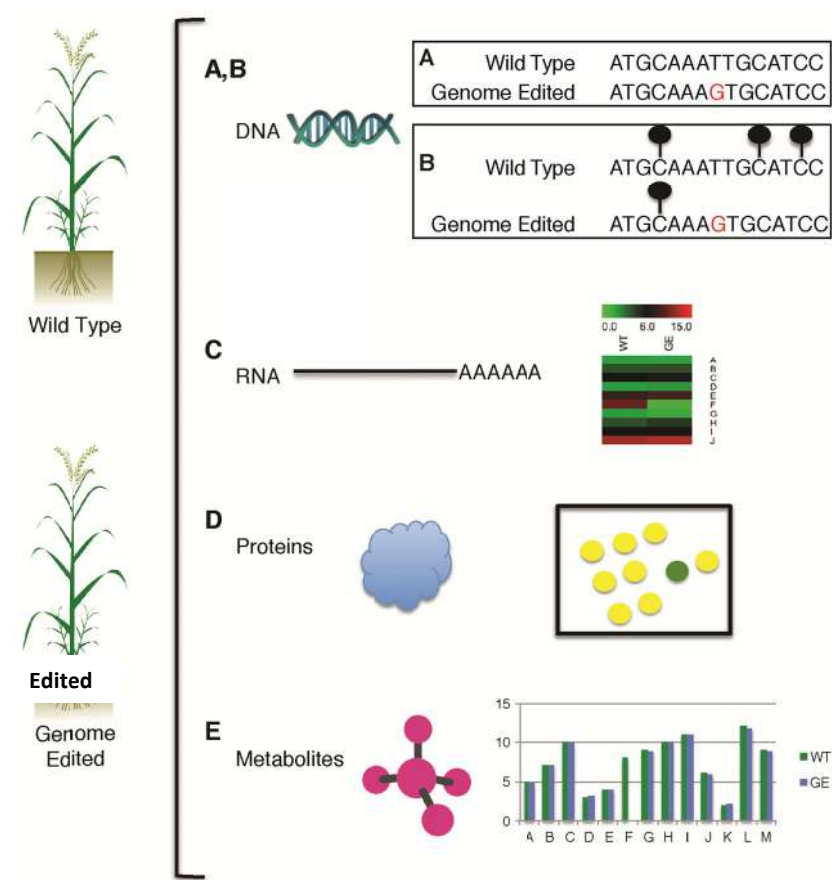 A,B
DNA
A
Wild Type ATGCAAATTGCATCC
Genome Edited ATGCAAAGTGCATCC
B
Wild Type ATGCAAATTGCATCC
Genome Edited ATGCAAAGTGCATCC
Wild Type
C
RNA
AAAAAA
0.0 6.0 15.0
WT GE
A
B
C
D
E
F
G
H
I
J
D
Proteins
Edited
Genome
Edited
E
Metabolites
15
10
5
0
A B C D E F G H I J K L M
WT
GE